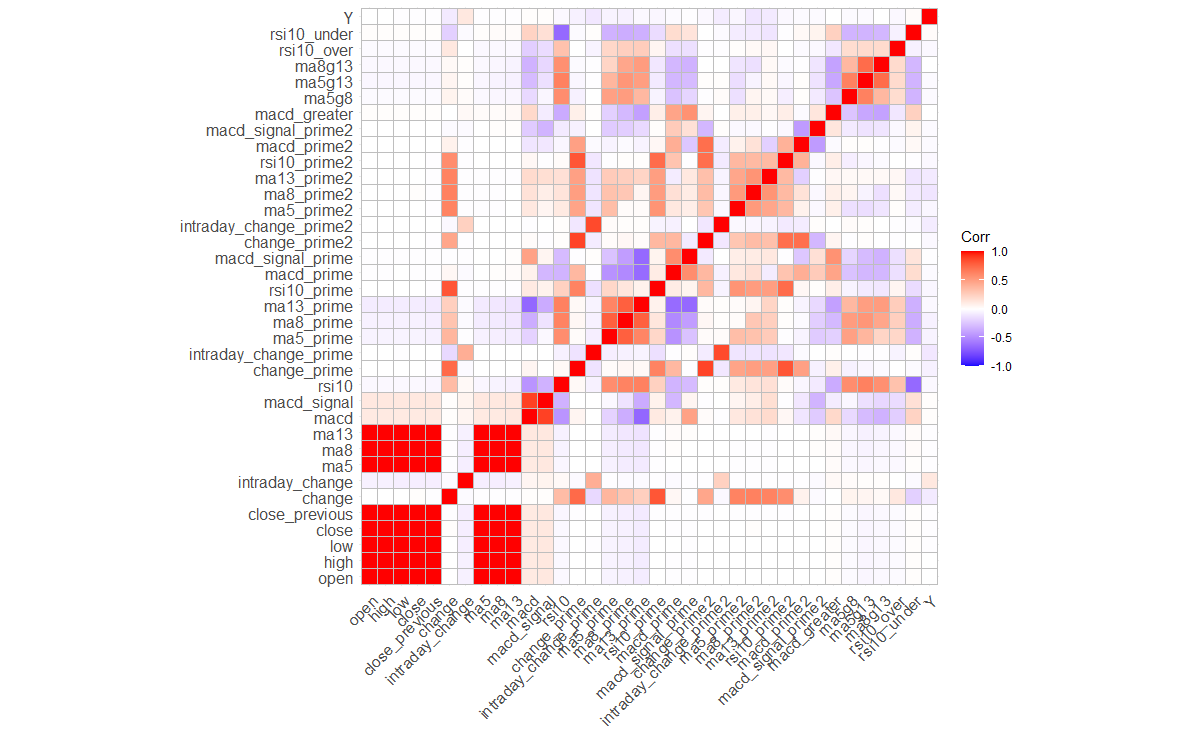 Y
rsi10_under
rsi10_over
ma8g13
ma5g13
ma5g8
macd_greater
macd_signal_prime2
macd_prime2
rsi10_prime2
ma13_prime2
ma8_prime2
ma5_prime2
intraday_change_prime2
change_prime2
macd_signal_prime
macd_prime
rsi10_prime
ma13_prime
ma8_prime
ma5_prime
intraday_change_prime
change_prime
rsi10
macd_signal
macd
ma13
ma8
ma5
intraday_change
change
close_previous
close
low
high
open
open
high
low
close
close_previous
change
intraday_change
ma5
ma8
ma13
macd
macd_signal
rsi10
change_prime
intraday_change_prime
ma5_prime
ma8_prime
ma13_prime
rsi10_prime
macd_prime
macd_signal_prime
change_prime2
intraday_change_prime2
ma5_prime2
ma8_prime2
ma13_prime2
rsi10_prime2
macd_prime2
macd_signal_prime2
macd_greater
ma5g8
ma5g13
ma8g13
rsi10_over
rsi10_under
Y
Corr
1.0
0.5
0.0
-0.5
-1.0